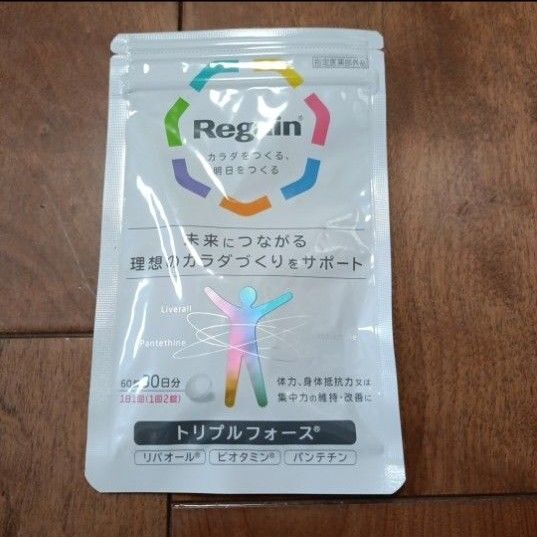 指定医薬部外品
Regain®
カラダをつくる、
明日をつくる
未来につながる
理想のカラダづくりをサポート
Liverall
Pantethine
60錠 30日分
1日1回(1回2錠)
体力、身体抵抗力又は
集中力の維持・改善に
トリプルフォース®
リバオール® ビオタミン® パンテチン